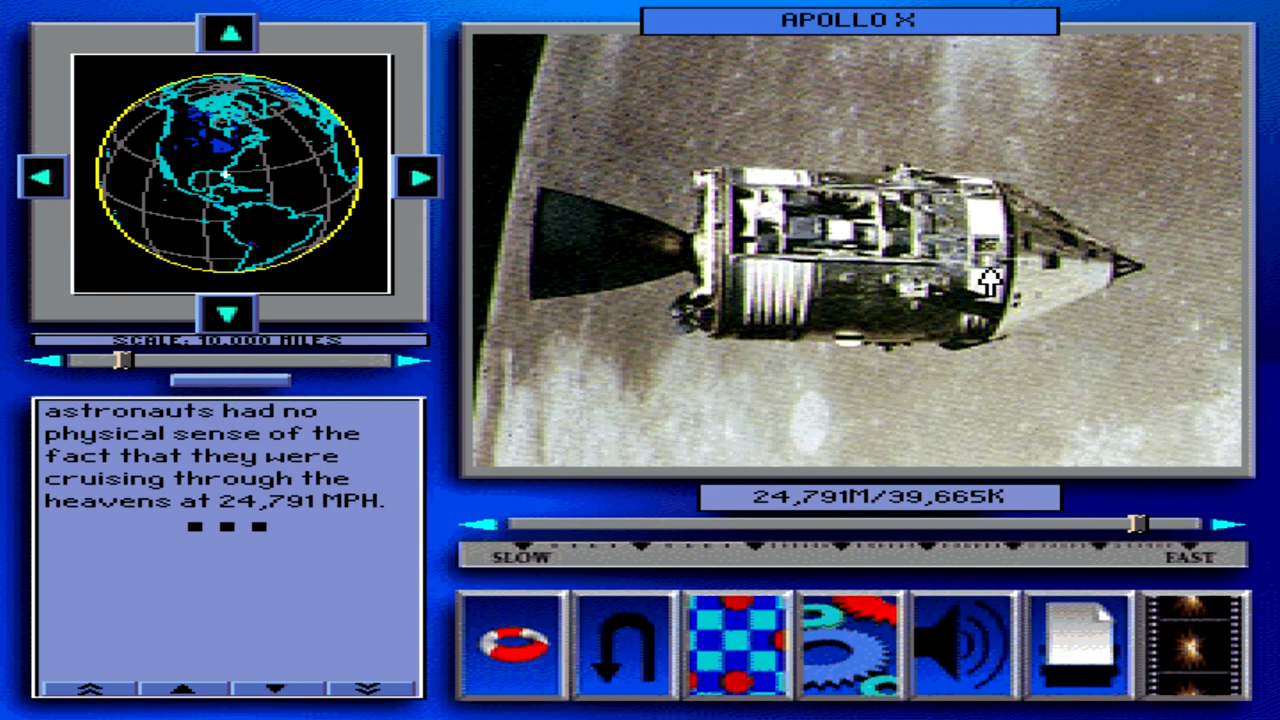 APOLLO X
SCALE: 10,000 MILES
astronauts had no
physical sense of the
fact that they were
cruising through the
heavens at 24,791 MPH.
24,791M/39,665K
SLOW
FAST